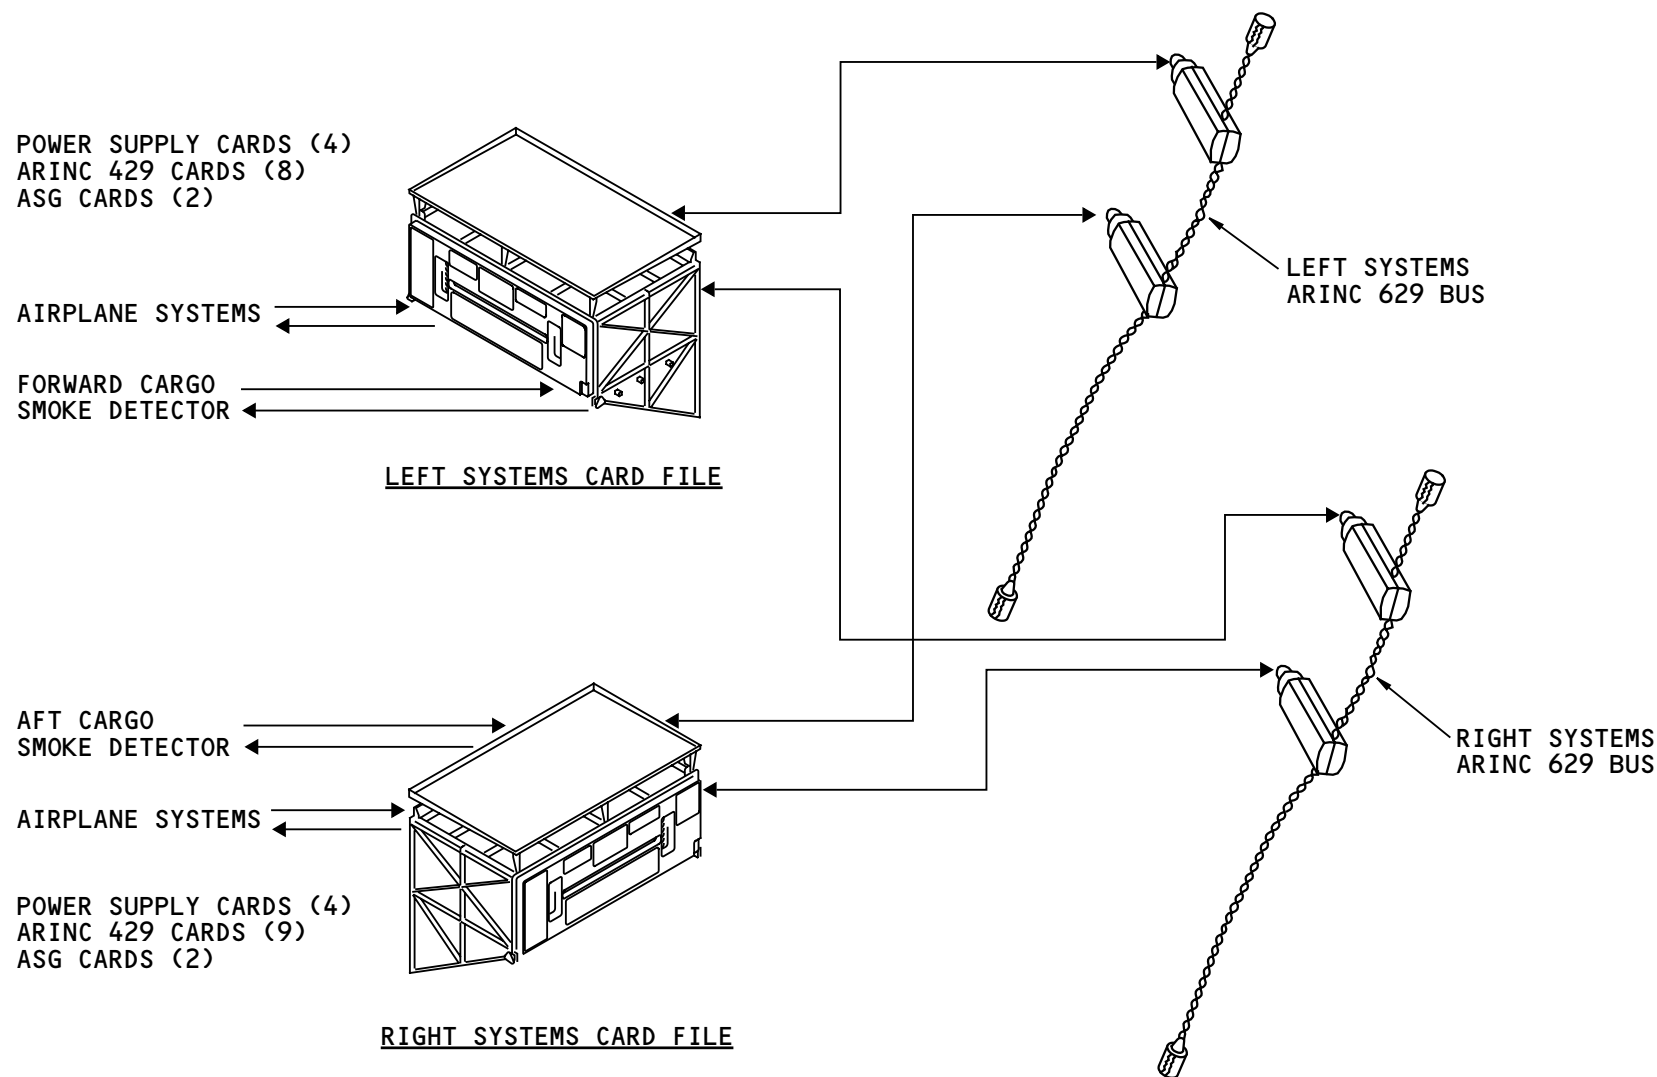 POWER SUPPLY CARDS (4)
ARINC 429 CARDS (8)
ASG CARDS (2)
AIRPLANE SYSTEMS
FORWARD CARGO
SMOKE DETECTOR
LEFT SYSTEMS CARD FILE
LEFT SYSTEMS
ARINC 629 BUS
AFT CARGO
SMOKE DETECTOR
AIRPLANE SYSTEMS
POWER SUPPLY CARDS (4)
ARINC 429 CARDS (9)
ASG CARDS (2)
RIGHT SYSTEMS CARD FILE
RIGHT SYSTEMS
ARINC 629 BUS